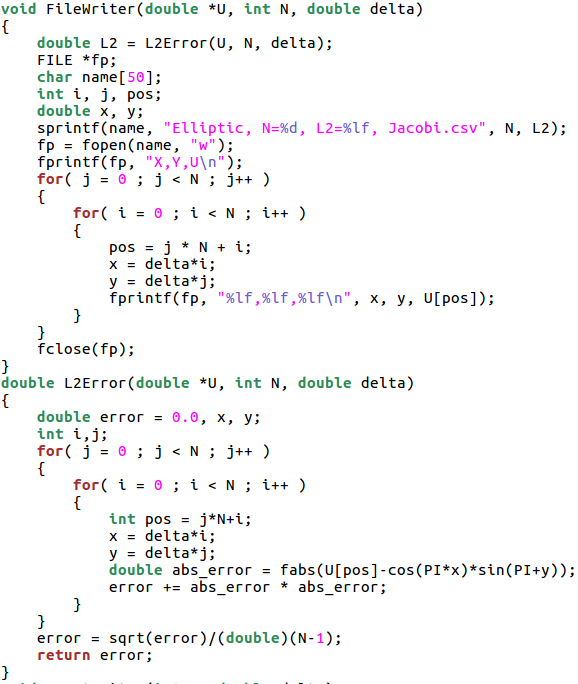 void FileWriter(double *U, int N, double delta)
{
    double L2 = L2Error(U, N, delta);
    FILE *fp;
    char name[50];
    int i, j, pos;
    double x, y;
    sprintf(name, "Elliptic, N=%d, L2=%lf, Jacobi.csv", N, L2);
    fp = fopen(name, "w");
    fprintf(fp, "X,Y,U\n");
    for( j = 0 ; j < N ; j++ )
    {
        for( i = 0 ; i < N ; i++ )
        {
            pos = j * N + i;
            x = delta*i;
            y = delta*j;
            fprintf(fp, "%lf,%lf,%lf\n", x, y, U[pos]);
        }
    }
    fclose(fp);
}
double L2Error(double *U, int N, double delta)
{
    double error = 0.0, x, y;
    int i,j;
    for( j = 0 ; j < N ; j++ )
    {
        for( i = 0 ; i < N ; i++ )
        {
            int pos = j*N+i;
            x = delta*i;
            y = delta*j;
            double abs_error = fabs(U[pos]-cos(PI*x)*sin(PI+y));
            error += abs_error * abs_error;
        }
    }
    error = sqrt(error)/(double)(N-1);
    return error;
}